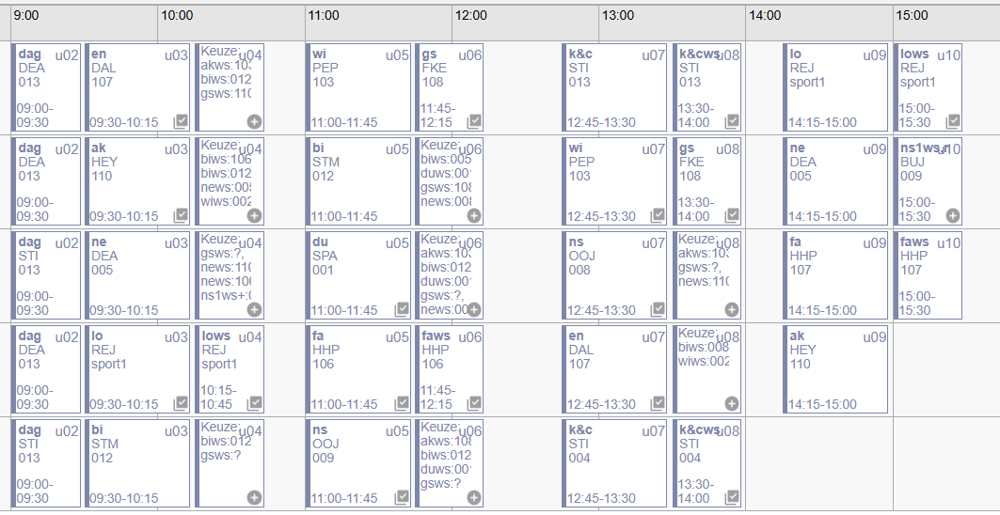 9:00 10:00 11:00 12:00 13:00 14:00 15:00
dag u02
DEA
013
09:00-
09:30
en u03
DAL
107
09:30-10:15
Keuze: u04
akws:10
biws:012
gsws:110
wi u05
PEP
103
11:00-11:45
gs u06
FKE
108
11:45-
12:15
k&c u07
STI
013
12:45-13:30
k&cws u08
STI
013
13:30-
14:00
lo u09
REJ
sport1
14:15-15:00
lows u10
REJ
sport1
15:00-
15:30
dag u02
DEA
013
09:00-
09:30
ak u03
HEY
110
09:30-10:15
Keuze: u04
biws:106
biws:012
news:005
wiws:002
bi u05
STM
012
11:00-11:45
Keuze: u06
biws:005
duws:00
gsws:108
news:008
wi u07
PEP
103
12:45-13:30
gs u08
FKE
108
13:30-
14:00
ne u09
DEA
005
14:15-15:00
ns1ws u10
BUJ
009
15:00-
15:30
dag u02
STI
013
09:00-
09:30
ne u03
DEA
005
09:30-10:15
Keuze: u04
gsws:?,
news:110
news:106
ns1ws+:
du u05
SPA
001
11:00-11:45
Keuze: u06
akws:10
biws:012
duws:00
gsws:?,
news:00
ns u07
OOJ
008
12:45-13:30
Keuze: u08
akws:10
gsws:?,
news:110
fa u09
HHP
107
14:15-15:00
faws u10
HHP
107
15:00-
15:30
dag u02
DEA
013
09:00-
09:30
lo u03
REJ
sport1
09:30-10:15
lows u04
REJ
sport1
10:15-
10:45
fa u05
HHP
106
11:00-11:45
faws u06
HHP
106
11:45-
12:15
en u07
DAL
107
12:45-13:30
Keuze: u08
biws:008
wiws:002
ak u09
HEY
110
14:15-15:00
dag u02
STI
013
09:00-
09:30
bi u03
STM
012
09:30-10:15
Keuze: u04
biws:012
gsws:?
ns u05
OOJ
009
11:00-11:45
Keuze: u06
akws:10
biws:012
duws:00
gsws:?
k&c u07
STI
004
12:45-13:30
k&cws u08
STI
004
13:30-
14:00